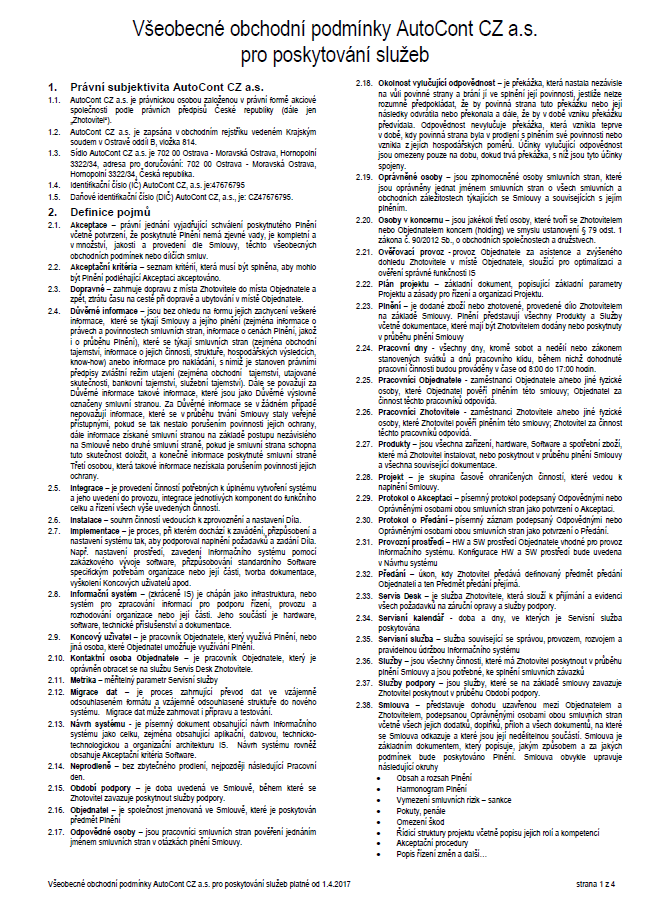 Všeobecné obchodní podmínky AutoCont CZ a.s.
pro poskytování služeb
1. Právní subjektivita AutoCont CZ a.s.
1.1. AutoCont CZ a.s. je právnickou osobou založenou v právní formě akciové
společnosti podle právních předpisů České republiky (dále jen
„Zhotovitel").
1.2. AutoCont CZ a.s. je zapsána v obchodním rejstříku vedeném Krajským
soudem v Ostravě oddíl B, vložka 814.
1.3. Sídlo AutoCont CZ a.s. je 702 00 Ostrava - Moravská Ostrava, Hornopolní
3322/34, adresa pro doručování: 702 00 Ostrava - Moravská Ostrava,
Hornopolní 3322/34, Česká republika.
1.4. Identifikační číslo (IČ) AutoCont CZ, a.s. je:47676795
1.5. Daňové identifikační číslo (DIČ) AutoCont CZ, a.s., je: CZ47676795.
2. Definice pojmů
2.1. Akceptace – právní jednání vyjadřující schválení poskytnutého Plnění
včetně potvrzení, že poskytnuté Plnění nemá zjevné vady, je kompletní a
v množství, jakosti a provedení dle Smlouvy, těchto všeobecných
obchodních podmínek nebo dílčích smluv.
2.2. Akceptační kritéria – seznam kritérií, která musí být splněna, aby mohlo
být Plnění podléhající Akceptaci akceptováno.
2.3. Dopravné – zahrnuje dopravu z místa Zhotovitele do místa Objednatele a
zpět, ztrátu času na cestě při dopravě a ubytování v místě Objednatele.
2.4. Důvěrné informace – jsou bez ohledu na formu jejich zachycení veškeré
informace, které se týkají Smlouvy a jejího plnění (zejména informace o
právech a povinnostech smluvních stran, informace o cenách Plnění, jakož
i o průběhu Plnění), které se týkají smluvních stran (zejména obchodní
tajemství, informace o jejich činnosti, struktuře, hospodářských výsledcích,
know-how) anebo informace pro nakládání, s nimiž je stanoven právními
předpisy zvláštní režim utajení (zejména obchodní tajemství, utajované
skutečnosti, bankovní tajemství, služební tajemství). Dále se považují za
Důvěrné informace takové informace, které jsou jako Důvěrné výslovně
označeny smluvní stranou. Za Důvěrné informace se v žádném případě
nepovažují informace, které se v průběhu trvání Smlouvy staly veřejně
přístupnými, pokud se tak nestalo porušením povinnosti jejich ochrany,
dále informace získané smluvní stranou na základě postupu nezávislého
na Smlouvě nebo druhé smluvní straně, pokud je smluvní strana schopna
tuto skutečnost doložit, a konečně informace poskytnuté smluvní straně
Třetí osobou, která takové informace nezískala porušením povinnosti jejich
ochrany.
2.5. Integrace – je provedení činností potřebných k úplnému vytvoření systému
a jeho uvedení do provozu, integrace jednotlivých komponent do funkčního
celku a řízení všech výše uvedených činností.
2.6. Instalace – souhrn činností vedoucích k zprovoznění a nastavení Díla.
2.7. Implementace – je proces, při kterém dochází k zavádění, přizpůsobení a
nastavení systému tak, aby podporoval naplnění požadavků a zadání Díla.
Např. nastavení prostředí, zavedení Informačního systému pomocí
zakázkového vývoje software, přizpůsobování standardního Software
specifickým potřebám organizace nebo její části, tvorba dokumentace,
vyškolení Koncových uživatelů apod.
2.8. Informační systém – (zkráceně IS) je chápán jako infrastruktura, nebo
systém pro zpracování informací pro podporu řízení, provozu a
rozhodování organizace nebo její části. Jeho součástí je hardware,
software, technické příslušenství a dokumentace.
2.9. Koncový uživatel – je pracovník Objednatele, který využívá Plnění, nebo
jiná osoba, které Objednatel umožňuje využívání Plnění.
2.10. Kontaktní osoba Objednatele – je pracovník Objednatele, který je
oprávněn obracet se na službu Servis Desk Zhotovitele.
2.11. Metrika – měřitelný parametr Servisní služby
2.12. Migrace dat – je proces zahrnující převod dat ve vzájemně
odsouhlaseném formátu a vzájemně odsouhlasené struktuře do nového
systému. Migrace dat může zahrnovat i přípravu a testování.
2.13. Návrh systému - je písemný dokument obsahující návrh Informačního
systému jako celku, zejména obsahující aplikační, datovou, technicko-
technologickou a organizační architekturu IS. Návrh systému rovněž
obsahuje Akceptační kritéria Software.
2.14. Neprodleně – bez zbytečného prodlení, nejpozději následující Pracovní
den.
2.15. Období podpory – je doba uvedená ve Smlouvě, během které se
Zhotovitel zavazuje poskytnout služby podpory.
2.16. Objednatel – je společnost jmenovaná ve Smlouvě, které je poskytován
předmět Plnění
2.17. Odpovědné osoby – jsou pracovníci smluvních stran pověření jednáním
jménem smluvních stran v otázkách plnění Smlouvy.
2.18. Okolnost vylučující odpovědnost – je překážka, která nastala nezávisle
na vůli povinné strany a brání jí ve splnění její povinnosti, jestliže nelze
rozumně předpokládat, že by povinná strana tuto překážku nebo její
následky odvrátila nebo překonala a dále, že by v době vzniku překážku
předvídala. Odpovědnost nevylučuje překážka, která vznikla teprve
v době, kdy povinná strana byla v prodlení s plněním své povinnosti nebo
vznikla z jejích hospodářských poměrů. Účinky vylučující odpovědnost
jsou omezeny pouze na dobu, dokud trvá překážka, s níž jsou tyto účinky
spojeny.
2.19. Oprávněné osoby – jsou zplnomocněné osoby smluvních stran, které
jsou oprávněny jednat jménem smluvních stran o všech smluvních a
obchodních záležitostech týkajících se Smlouvy a souvisejících s jejím
plněním.
2.20. Osoby v koncernu – jsou jakékoli třetí osoby, které tvoří se Zhotovitelem
nebo Objednatelem koncern (holding) ve smyslu ustanovení § 79 odst. 1
zákona č. 90/2012 Sb., o obchodních společnostech a družstvech.
2.21. Ověřovací provoz - provoz Objednatele za asistence a zvýšeného
dohledu Zhotovitele v místě Objednatele, sloužící pro optimalizaci a
ověření správné funkčnosti IS
2.22. Plán projektu – základní dokument, popisující základní parametry
Projektu a zásady pro řízení a organizaci Projektu.
2.23. Plnění – je dodané zboží nebo zhotovené, provedené dílo Zhotovitelem
na základě Smlouvy. Plnění představují všechny Produkty a Služby
včetně dokumentace, které mají být Zhotovitelem dodány nebo poskytnuty
v průběhu plnění Smlouvy
2.24. Pracovní dny - všechny dny, kromě sobot a nedělí nebo zákonem
stanovených svátků a dnů pracovního klidu, během nichž dohodnuté
pracovní činnosti budou prováděny v čase od 8:00 do 17:00 hodin.
2.25. Pracovníci Objednatele - zaměstnanci Objednatele a/nebo jiné fyzické
osoby, které Objednatel pověří plněním této smlouvy; Objednatel za
činnost těchto pracovníků odpovídá.
2.26. Pracovníci Zhotovitele - zaměstnanci Zhotovitele a/nebo jiné fyzické
osoby, které Zhotovitel pověří plněním této smlouvy; Zhotovitel za činnost
těchto pracovníků odpovídá.
2.27. Produkty – jsou všechna zařízení, hardware, Software a spotřební zboží,
které má Zhotovitel instalovat, nebo poskytnout v průběhu plnění Smlouvy
a všechna související dokumentace.
2.28. Projekt – je skupina časově ohraničených činností, které vedou k
naplnění Smlouvy.
2.29. Protokol o Akceptaci – písemný protokol podepsaný Odpovědnými nebo
Oprávněnými osobami obou smluvních stran jako potvrzení o Akceptaci.
2.30. Protokol o Předání – písemný záznam podepsaný Odpovědnými nebo
Oprávněnými osobami obou smluvních stran jako potvrzení o Předání.
2.31. Provozní prostředí – HW a SW prostředí Objednatele vhodné pro provoz
Informačního systému. Konfigurace HW a SW prostředí bude uvedena
v Návrhu systému
2.32. Předání – úkon, kdy Zhotovitel předává definovaný předmět předání
Objednateli a ten Předmět předání přejímá.
2.33. Servis Desk – je služba Zhotovitele, která slouží k přijímání a evidenci
všech požadavků na záruční opravy a služby podpory.
2.34. Servisní kalendář - doba a dny, ve kterých je Servisní služba
poskytována
2.35. Servisní služba – služba související se správou, provozem, rozvojem a
pravidelnou údržbou Informačního systému
2.36. Služby – jsou všechny činnosti, které má Zhotovitel poskytnout v průběhu
plnění Smlouvy a jsou potřebné, ke splnění smluvních závazků
2.37. Služby podpory – jsou služby, které se na základě smlouvy zavazuje
Zhotovitel poskytnout v průběhu Období podpory.
2.38. Smlouva – představuje dohodu uzavřenou mezi Objednatelem a
Zhotovitelem, podepsanou Oprávněnými osobami obou smluvních stran
včetně všech jejích dodatků, doplňků, příloh a všech dokumentů, na které
se Smlouva odkazuje a které jsou její nedělitelnou součástí. Smlouva je
základním dokumentem, který popisuje, jakým způsobem a za jakých
podmínek bude poskytováno Plnění. Smlouva obvykle upravuje
následující okruhy
• Obsah a rozsah Plnění
• Harmonogram Plnění
• Vymezení smluvních rizik – sankce
• Pokuty, penále
• Omezení škod
• Řídící struktury projektu včetně popisu jejich rolí a kompetencí
• Akceptační procedury
• Popis řízení změn a další…
Všeobecné obchodní podmínky AutoCont CZ a.s. pro poskytování služeb platné od 1.4.2017
strana 1 z 4